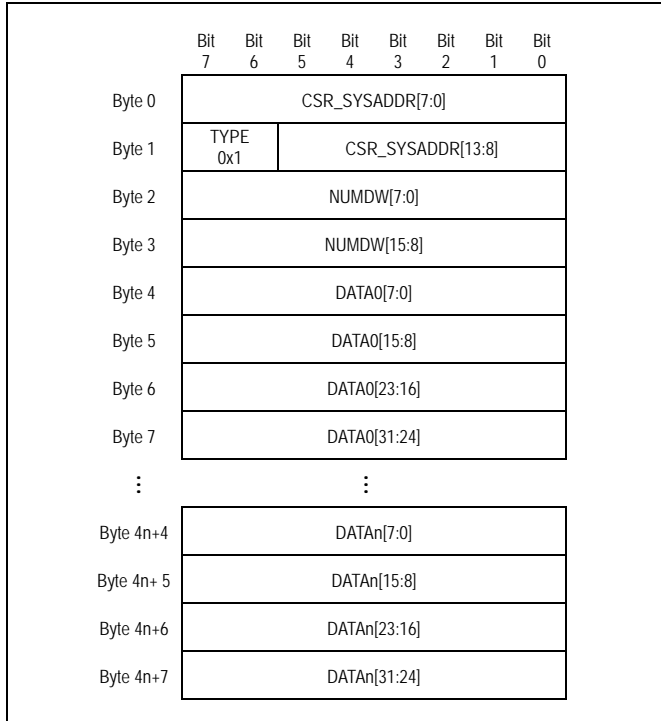 Bit Bit Bit Bit Bit Bit Bit Bit
7 6 5 4 3 2 1 0
Byte 0 CSR_SYSADDR[7:0]
Byte 1 TYPE 0x1 CSR_SYSADDR[13:8]
Byte 2 NUMDW[7:0]
Byte 3 NUMDW[15:8]
Byte 4 DATA0[7:0]
Byte 5 DATA0[15:8]
Byte 6 DATA0[23:16]
Byte 7 DATA0[31:24]
⋮ ⋮
Byte 4n+4 DATAn[7:0]
Byte 4n+ 5 DATAn[15:8]
Byte 4n+6 DATAn[23:16]
Byte 4n+7 DATAn[31:24]